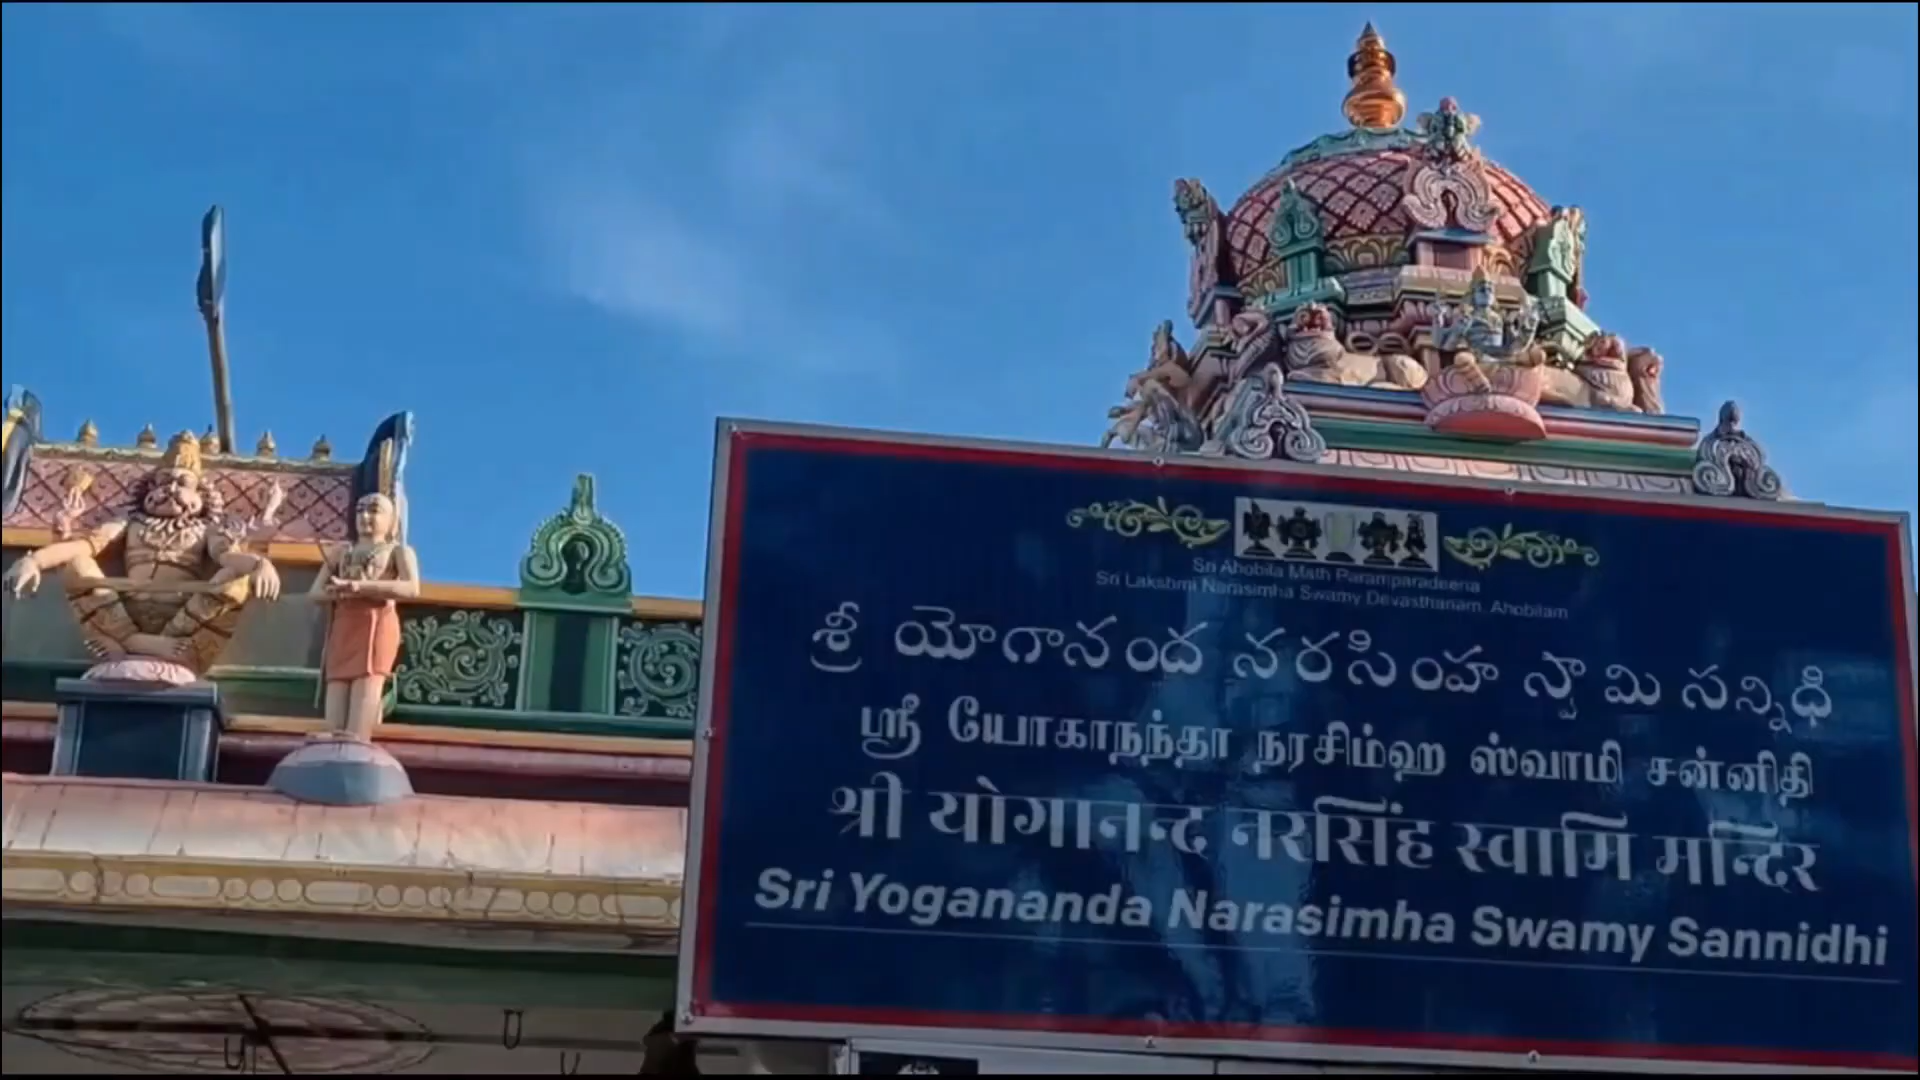 Sri Ahobila Math Paramparadeena
Sri Lakshmi Narasimha Swamy Devasthanam, Ahobilam
శ్రీ యోగానంద నరసింహ స్వామి సన్నిధి
ஸ்ரீ யோகாநந்தா நரசிம்ஹ ஸ்வாமி சன்னிதி
श्री योगानन्द नरसिंह स्वामि मन्दिर
Sri Yogananda Narasimha Swamy Sannidhi